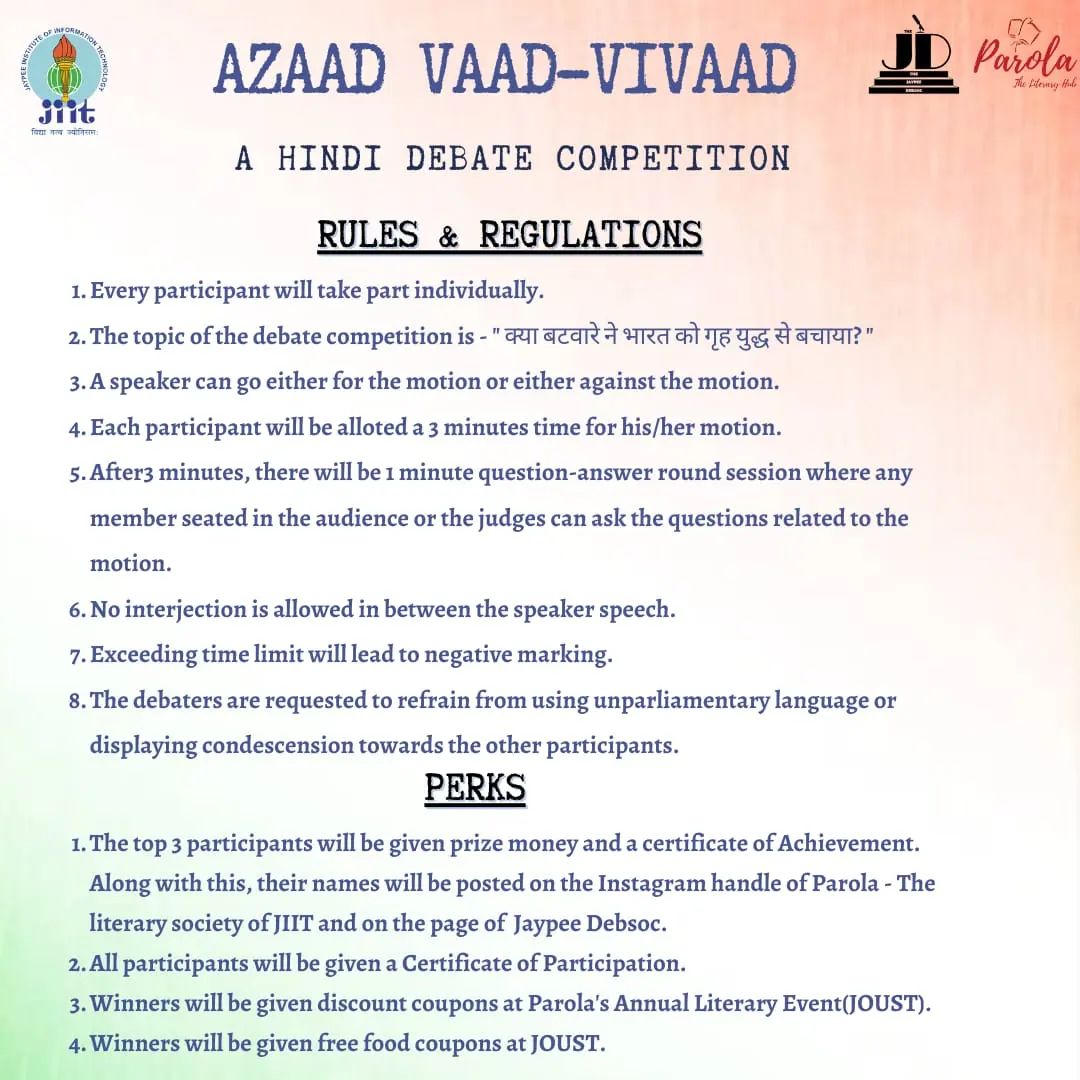 JAYPEE INSTITUTE OF INFORMATION TECHNOLOGY
jiit
विद्या तत्व ज्योतिसमः
AZAAD VAAD-VIVAAD
THE
JD
THE
JAYPEE
DEBSOC
Parola
The Literary Hub
A HINDI DEBATE COMPETITION
RULES & REGULATIONS
1. Every participant will take part individually.
2. The topic of the debate competition is - " क्या बटवारे ने भारत को गृह युद्ध से बचाया? "
3. A speaker can go either for the motion or either against the motion.
4. Each participant will be alloted a 3 minutes time for his/her motion.
5. After3 minutes, there will be 1 minute question-answer round session where any
member seated in the audience or the judges can ask the questions related to the
motion.
6. No interjection is allowed in between the speaker speech.
7. Exceeding time limit will lead to negative marking.
8. The debaters are requested to refrain from using unparliamentary language or
displaying condescension towards the other participants.
PERKS
1. The top 3 participants will be given prize money and a certificate of Achievement.
Along with this, their names will be posted on the Instagram handle of Parola - The
literary society of JIIT and on the page of Jaypee Debsoc.
2. All participants will be given a Certificate of Participation.
3. Winners will be given discount coupons at Parola's Annual Literary Event(JOUST).
4. Winners will be given free food coupons at JOUST.